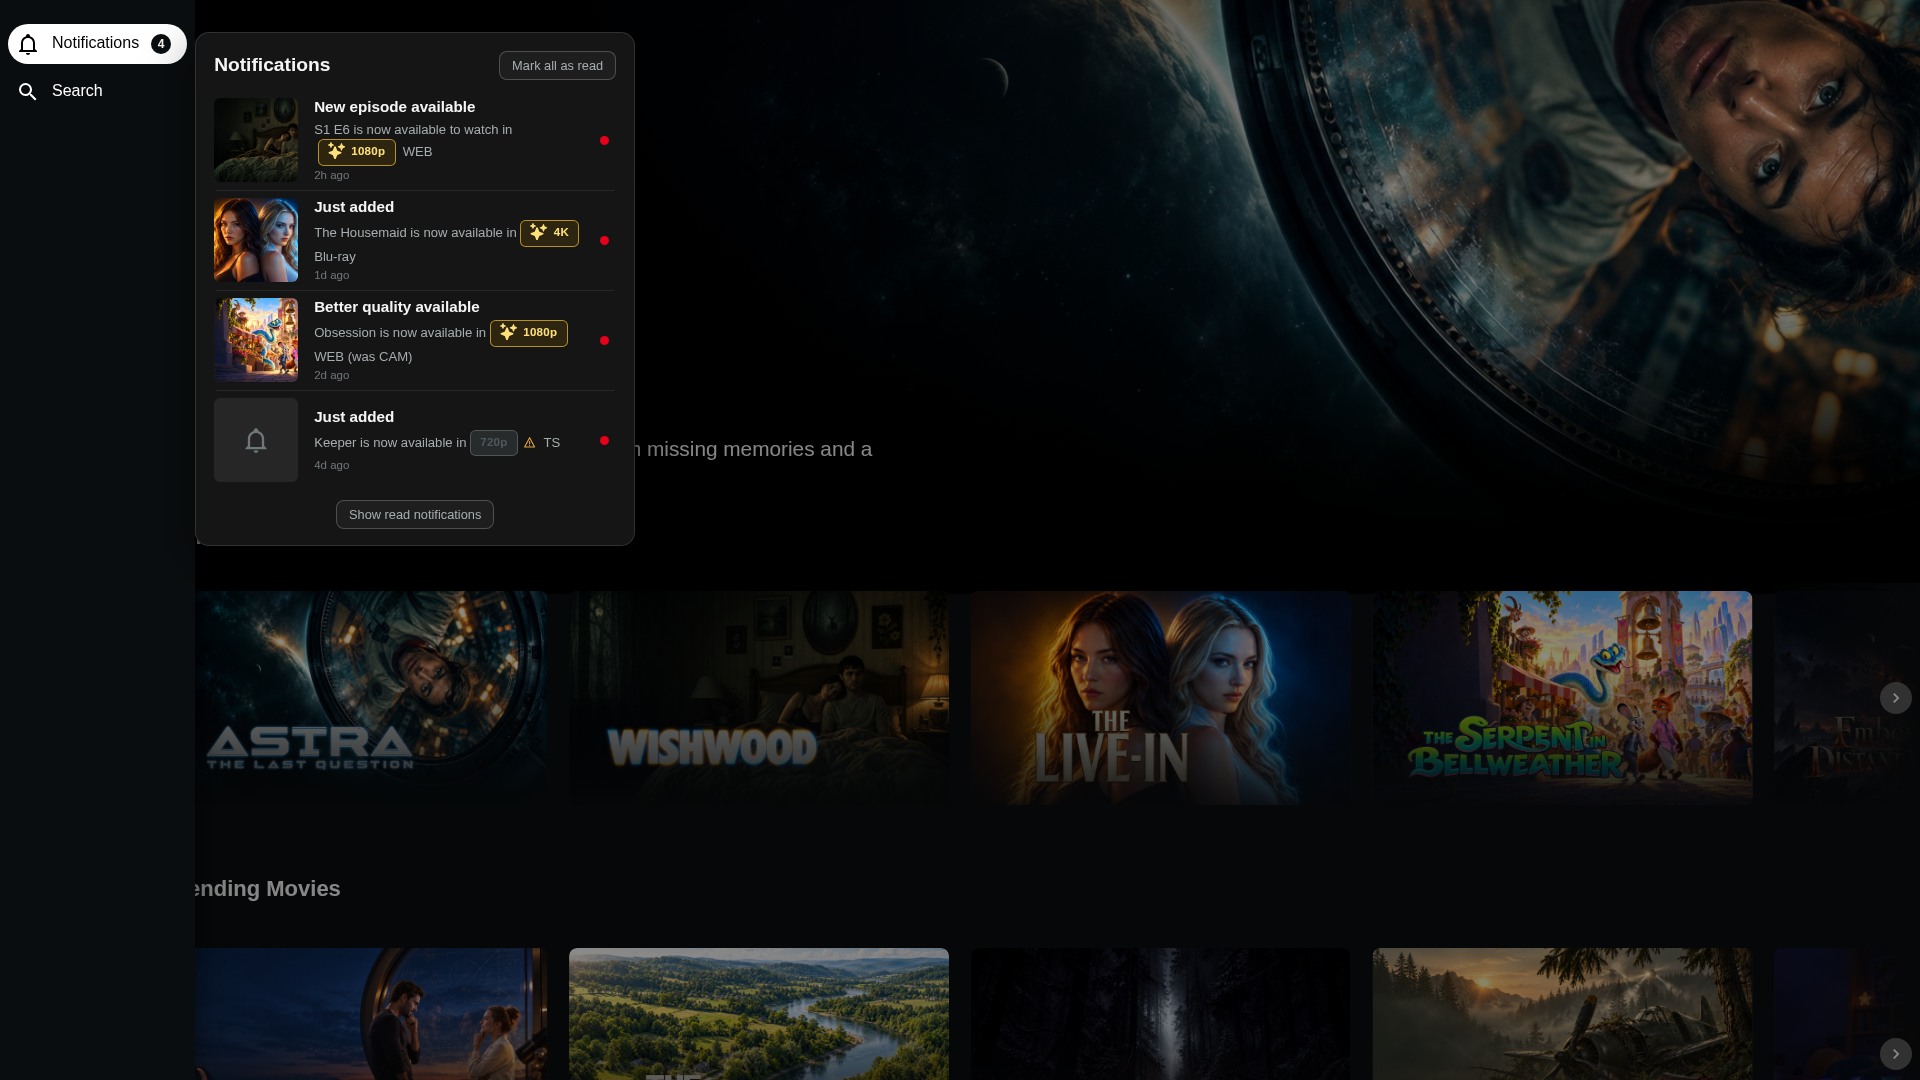 Notifications 4
Search
Notifications
Mark all as read
New episode available
S1 E6 is now available to watch in
1080p WEB
2h ago
Just added
The Housemaid is now available in 4K
Blu-ray
1d ago
Better quality available
Obsession is now available in 1080p
WEB (was CAM)
2d ago
Just added
Keeper is now available in 720p TS
4d ago
Show read notifications
missing memories and a
ASTRA
THE LAST QUESTION
WISHWOOD
THE
LIVE-IN
THE SERPENT IN
BELLWEATHER
ending Movies
THE